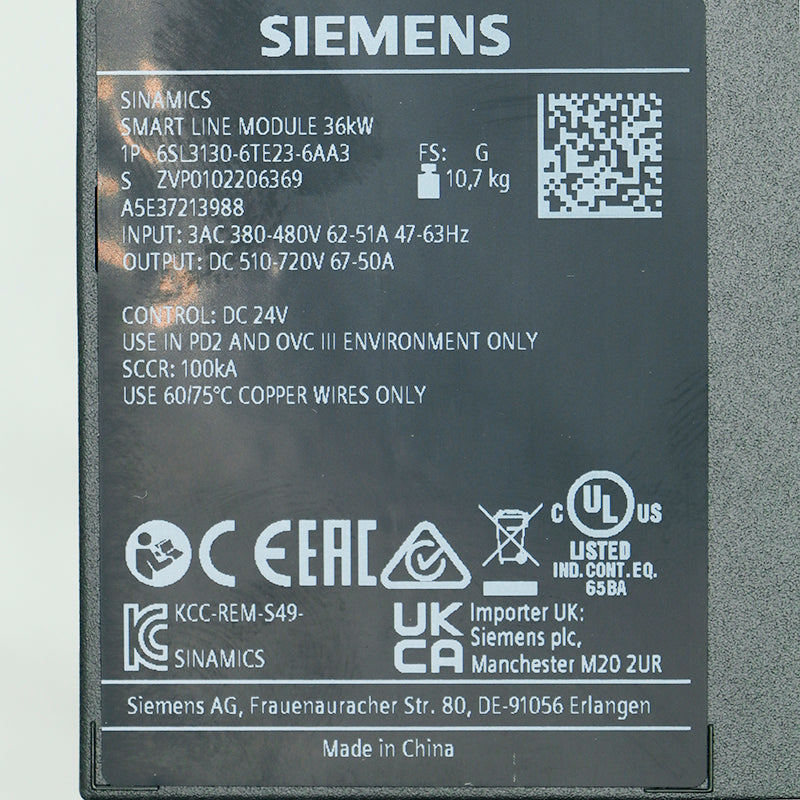 SIEMENS
SINAMICS
SMART LINE MODULE 36kW
1P 6SL3130-6TE23-6AA3 FS: G
S ZVP0102206369 10,7 kg
A5E37213988
INPUT: 3AC 380-480V 62-51A 47-63Hz
OUTPUT: DC 510-720V 67-50A
CONTROL: DC 24V
USE IN PD2 AND OVC III ENVIRONMENT ONLY
SCCR: 100kA
USE 60/75°C COPPER WIRES ONLY
CE EAC C UL US
LISTED
IND. CONT. EQ.
65BA
KC KCC-REM-S49-
SINAMICS
UK
CA
Importer UK:
Siemens plc,
Manchester M20 2UR
Siemens AG, Frauenauracher Str. 80, DE-91056 Erlangen
Made in China